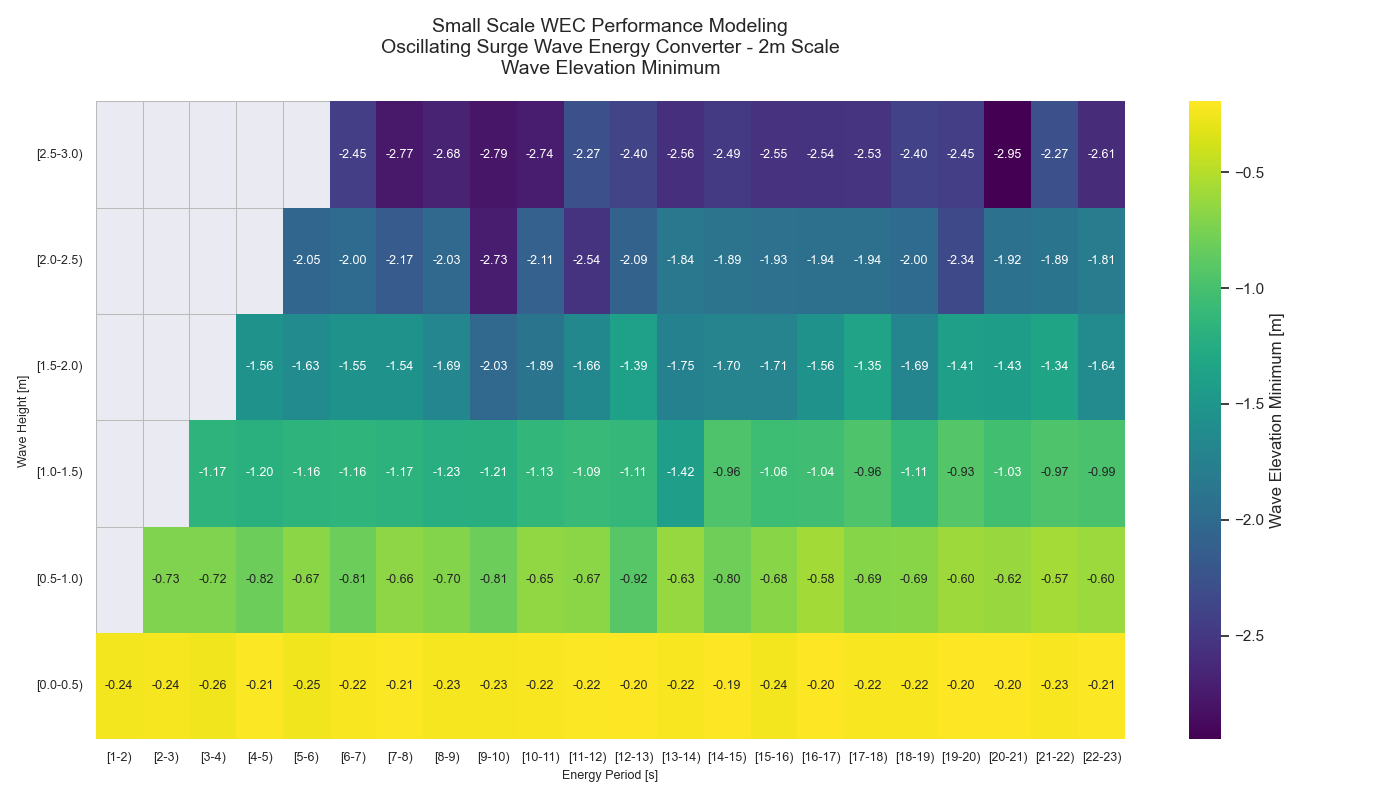 Small Scale WEC Performance Modeling
Oscillating Surge Wave Energy Converter - 2m Scale
Wave Elevation Minimum
[2.5-3.0) -2.45 -2.77 -2.68 -2.79 -2.74 -2.27 -2.40 -2.56 -2.49 -2.55 -2.54 -2.53 -2.40 -2.45 -2.95 -2.27 -2.61
[2.0-2.5) -2.05 -2.00 -2.17 -2.03 -2.73 -2.11 -2.54 -2.09 -1.84 -1.89 -1.93 -1.94 -1.94 -2.00 -2.34 -1.92 -1.89 -1.81
[1.5-2.0) -1.56 -1.63 -1.55 -1.54 -1.69 -2.03 -1.89 -1.66 -1.39 -1.75 -1.70 -1.71 -1.56 -1.35 -1.69 -1.41 -1.43 -1.34 -1.64
[1.0-1.5) -1.17 -1.20 -1.16 -1.16 -1.17 -1.23 -1.21 -1.13 -1.09 -1.11 -1.42 -0.96 -1.06 -1.04 -0.96 -1.11 -0.93 -1.03 -0.97 -0.99
[0.5-1.0) -0.73 -0.72 -0.82 -0.67 -0.81 -0.66 -0.70 -0.81 -0.65 -0.67 -0.92 -0.63 -0.80 -0.68 -0.58 -0.69 -0.69 -0.60 -0.62 -0.57 -0.60
[0.0-0.5) -0.24 -0.24 -0.26 -0.21 -0.25 -0.22 -0.21 -0.23 -0.23 -0.22 -0.22 -0.20 -0.22 -0.19 -0.24 -0.20 -0.22 -0.22 -0.20 -0.20 -0.23 -0.21
[1-2) [2-3) [3-4) [4-5) [5-6) [6-7) [7-8) [8-9) [9-10) [10-11) [11-12) [12-13) [13-14) [14-15) [15-16) [16-17) [17-18) [18-19) [19-20) [20-21) [21-22) [22-23)
Energy Period [s]
Wave Height [m]
−0.5
−1.0
−1.5
−2.0
−2.5
Wave Elevation Minimum [m]